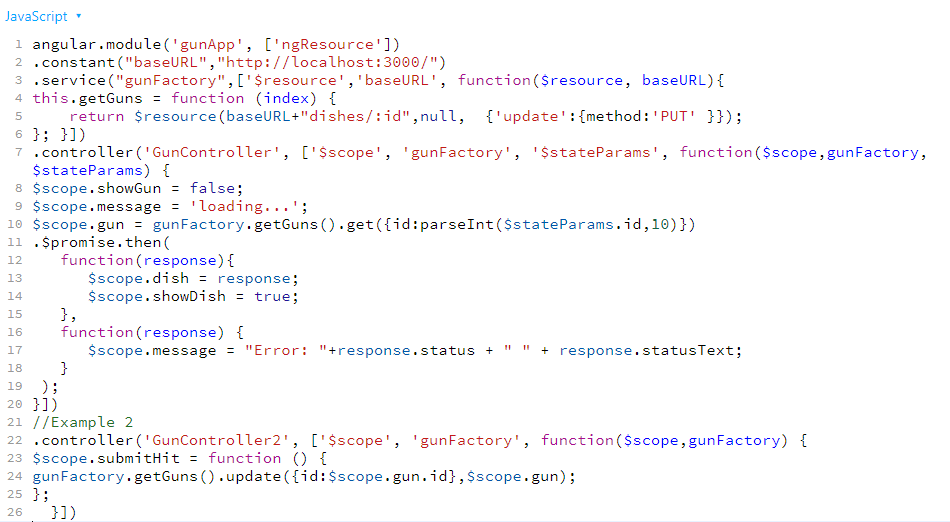 JavaScript
1 angular.module('gunApp', ['ngResource'])
2 .constant("baseURL","http://localhost:3000/")
3 .service("gunFactory",['$resource','baseURL', function($resource, baseURL){
4 this.getGuns = function (index) {
5     return $resource(baseURL+"dishes/:id",null,  {'update':{method:'PUT' }});
6 }; }])
7 .controller('GunController', ['$scope', 'gunFactory', '$stateParams', function($scope,gunFactory,
$stateParams) {
8 $scope.showGun = false;
9 $scope.message = 'loading...';
10 $scope.gun = gunFactory.getGuns().get({id:parseInt($stateParams.id,10)})
11 .$promise.then(
12    function(response){
13       $scope.dish = response;
14       $scope.showDish = true;
15    },
16    function(response) {
17       $scope.message = "Error: "+response.status + " " + response.statusText;
18    }
19  );
20 }])
21 //Example 2
22 .controller('GunController2', ['$scope', 'gunFactory', function($scope,gunFactory) {
23 $scope.submitHit = function () {
24 gunFactory.getGuns().update({id:$scope.gun.id},$scope.gun);
25 };
26   }])